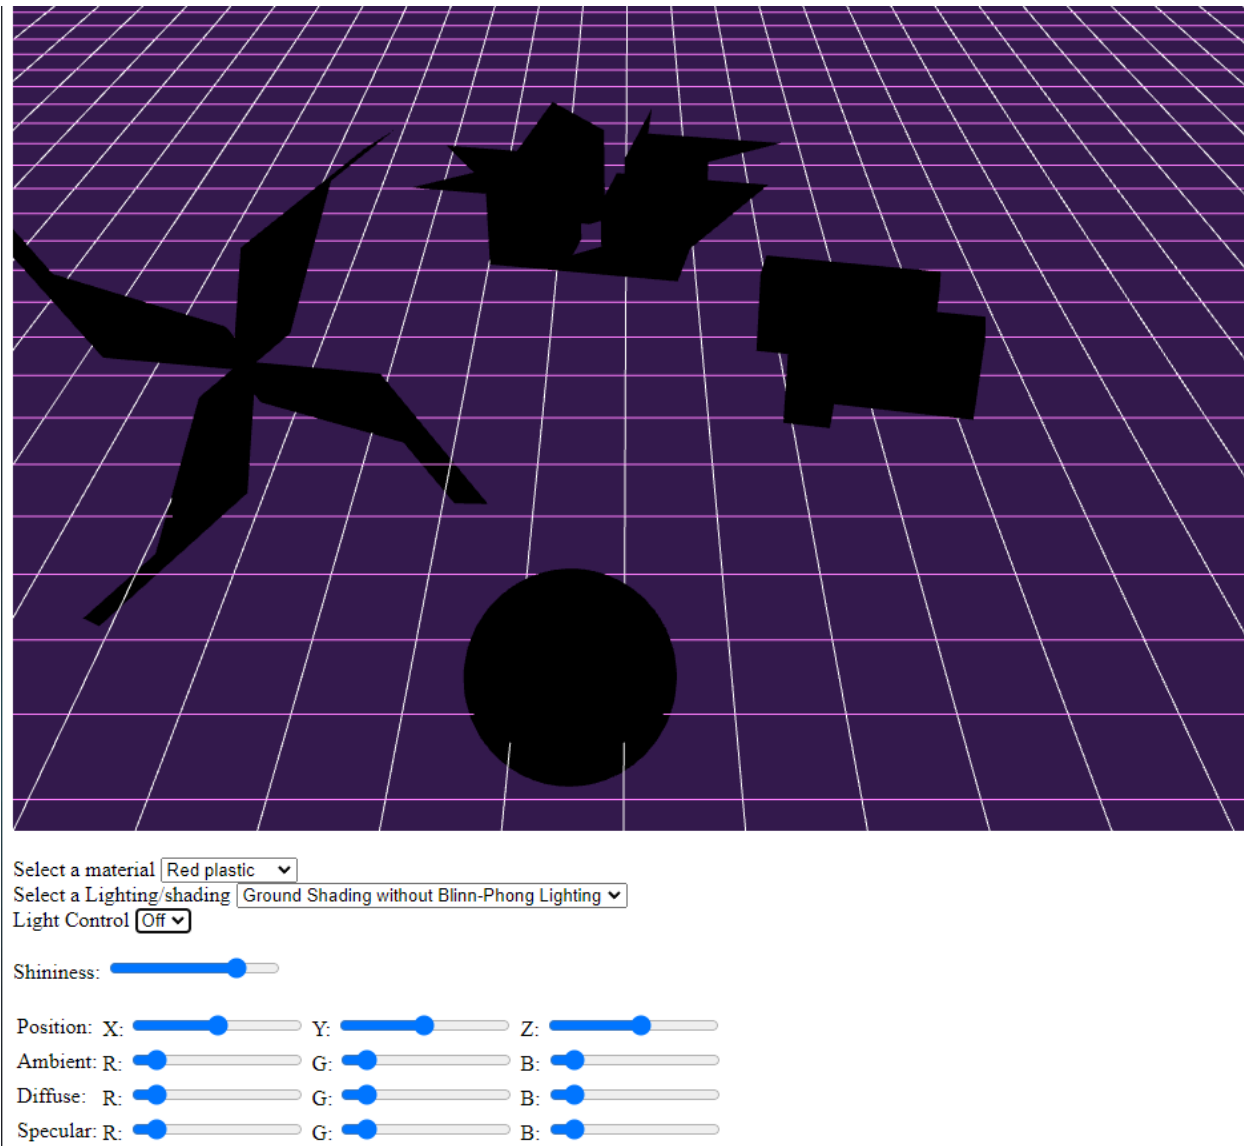 Select a material Red plastic
Select a Lighting/shading Ground Shading without Blinn-Phong Lighting
Light Control Off
Shininess:
Position: X: Y: Z:
Ambient: R: G: B:
Diffuse: R: G: B:
Specular: R: G: B: